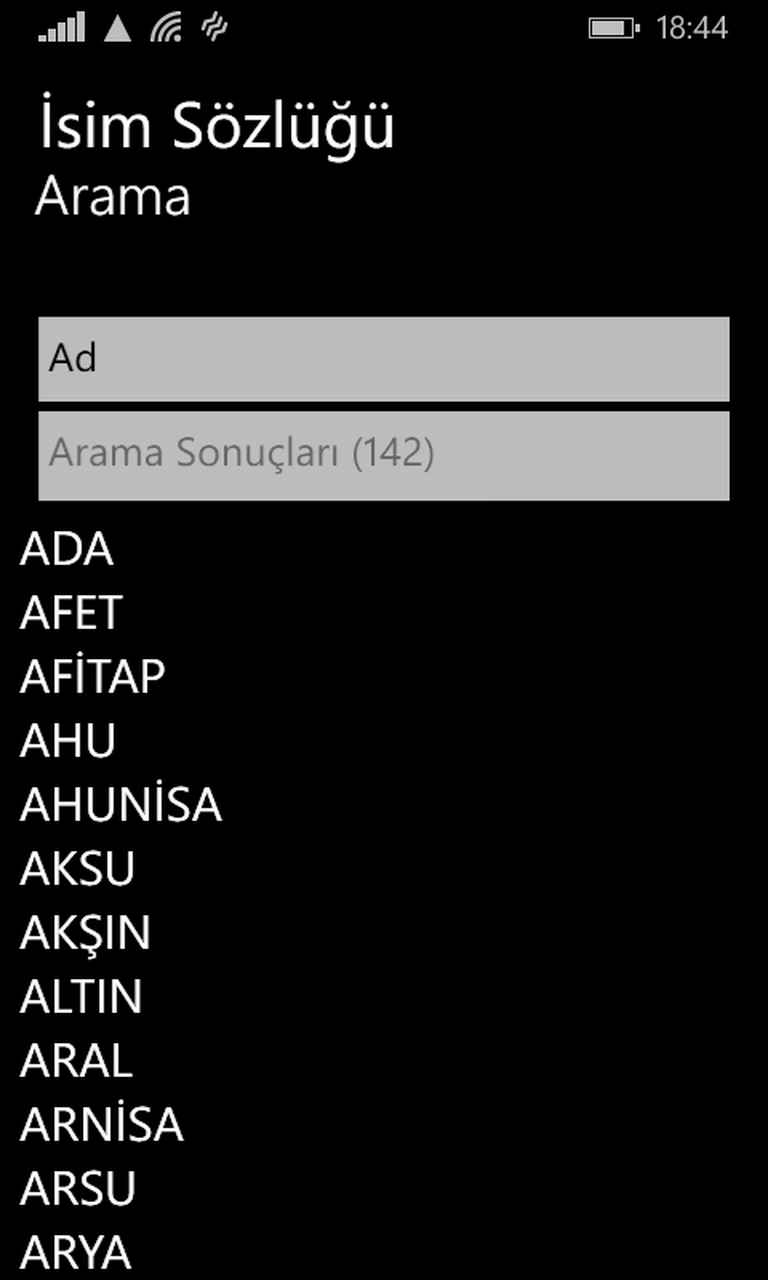 18:44
İsim Sözlüğü
Arama
Ad
Arama Sonuçları (142)
ADA
AFET
AFİTAP
AHU
AHUNİSA
AKSU
AKŞIN
ALTIN
ARAL
ARNİSA
ARSU
ARYA